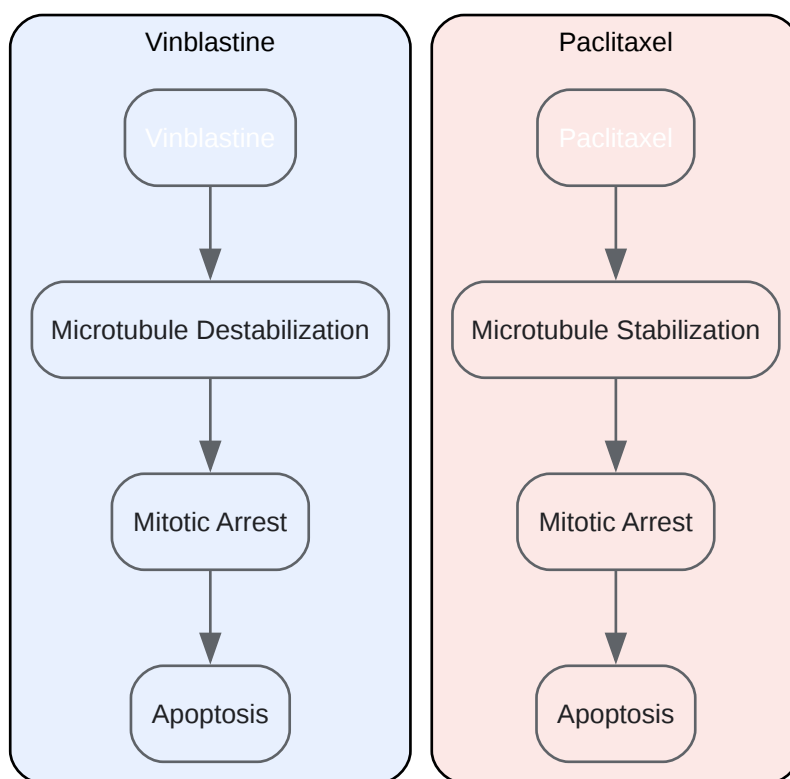 Vinblastine
Vinblastine
Microtubule Destabilization
Mitotic Arrest
Apoptosis
Paclitaxel
Paclitaxel
Microtubule Stabilization
Mitotic Arrest
Apoptosis